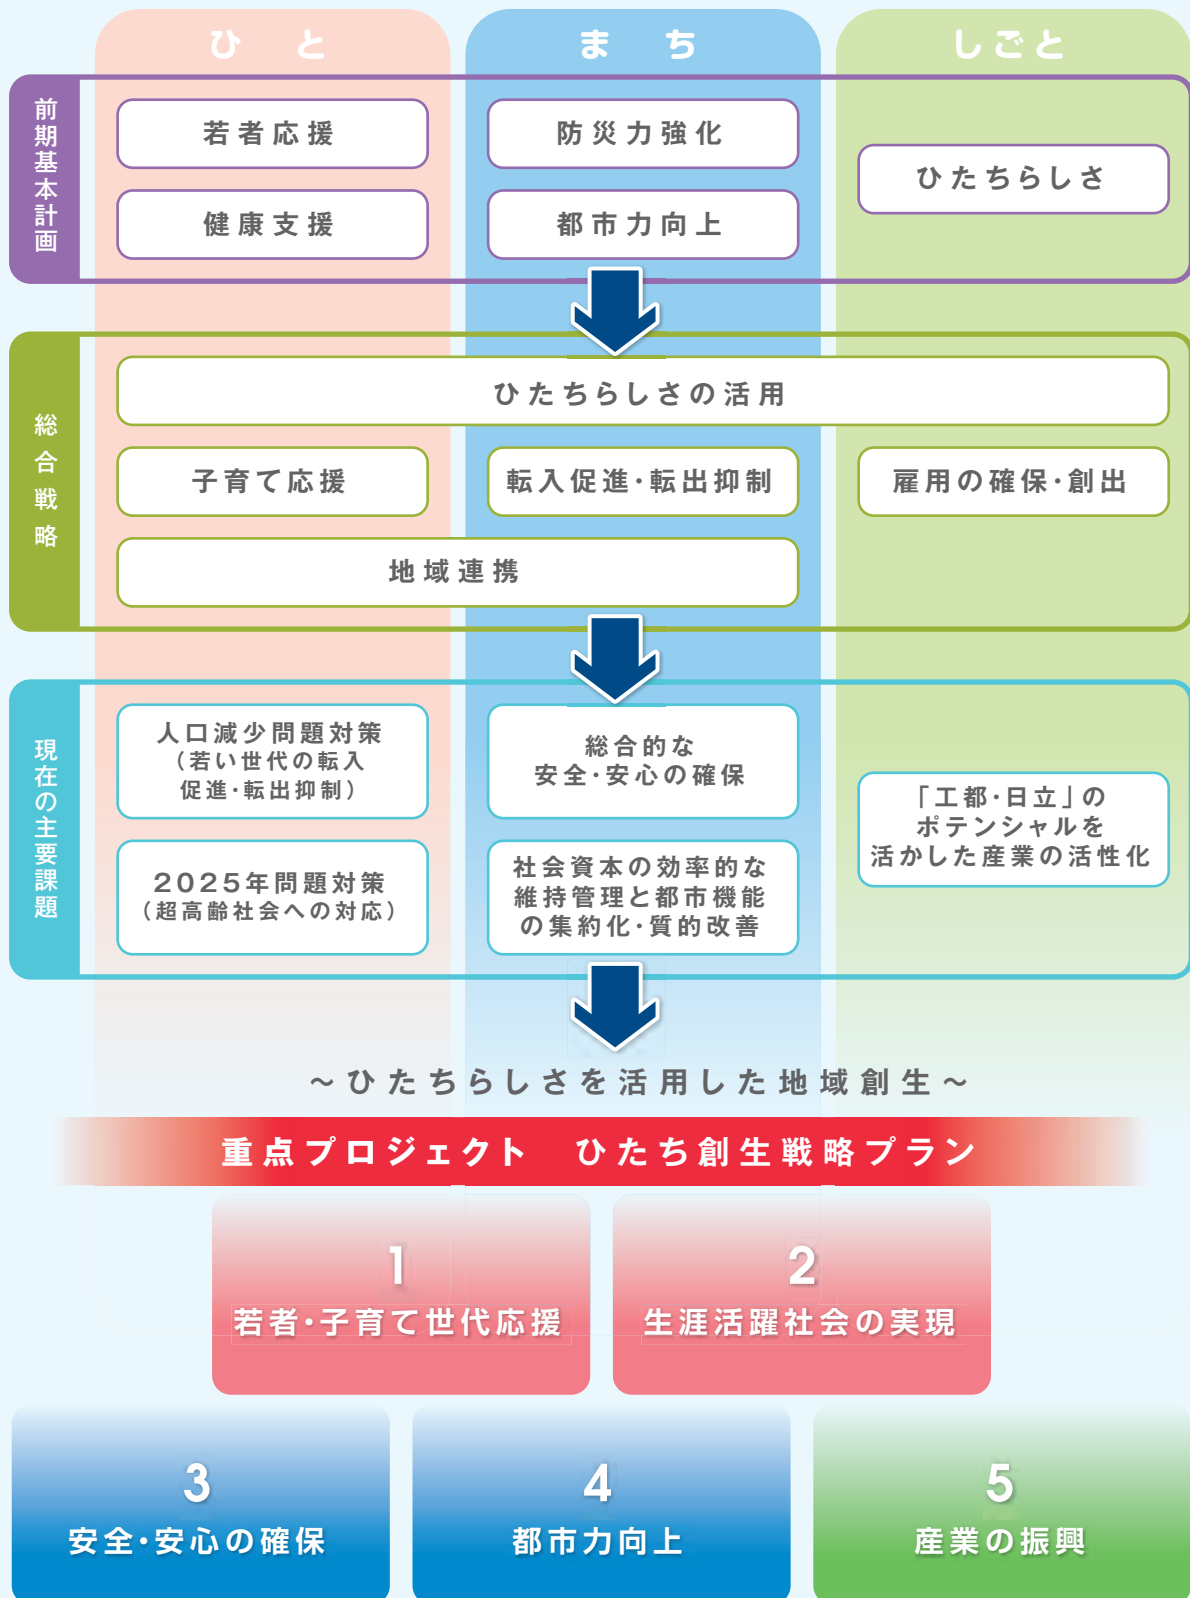 ひと
まち
しごと
前期基本計画
若者応援
防災力強化
ひたちらしさ
健康支援
都市力向上
総合戦略
ひたちらしさの活用
子育て応援
転入促進・転出抑制
雇用の確保・創出
地域連携
現在の主要課題
人口減少問題対策
（若い世代の転入
促進・転出抑制）
総合的な
安全・安心の確保
「工都・日立」の
ポテンシャルを
活かした産業の活性化
2025年問題対策
（超高齢社会への対応）
社会資本の効率的な
維持管理と都市機能
の集約化・質的改善
～ひたちらしさを活用した地域創生～
重点プロジェクト　ひたち創生戦略プラン
1
若者・子育て世代応援
2
生涯活躍社会の実現
3
安全・安心の確保
4
都市力向上
5
産業の振興